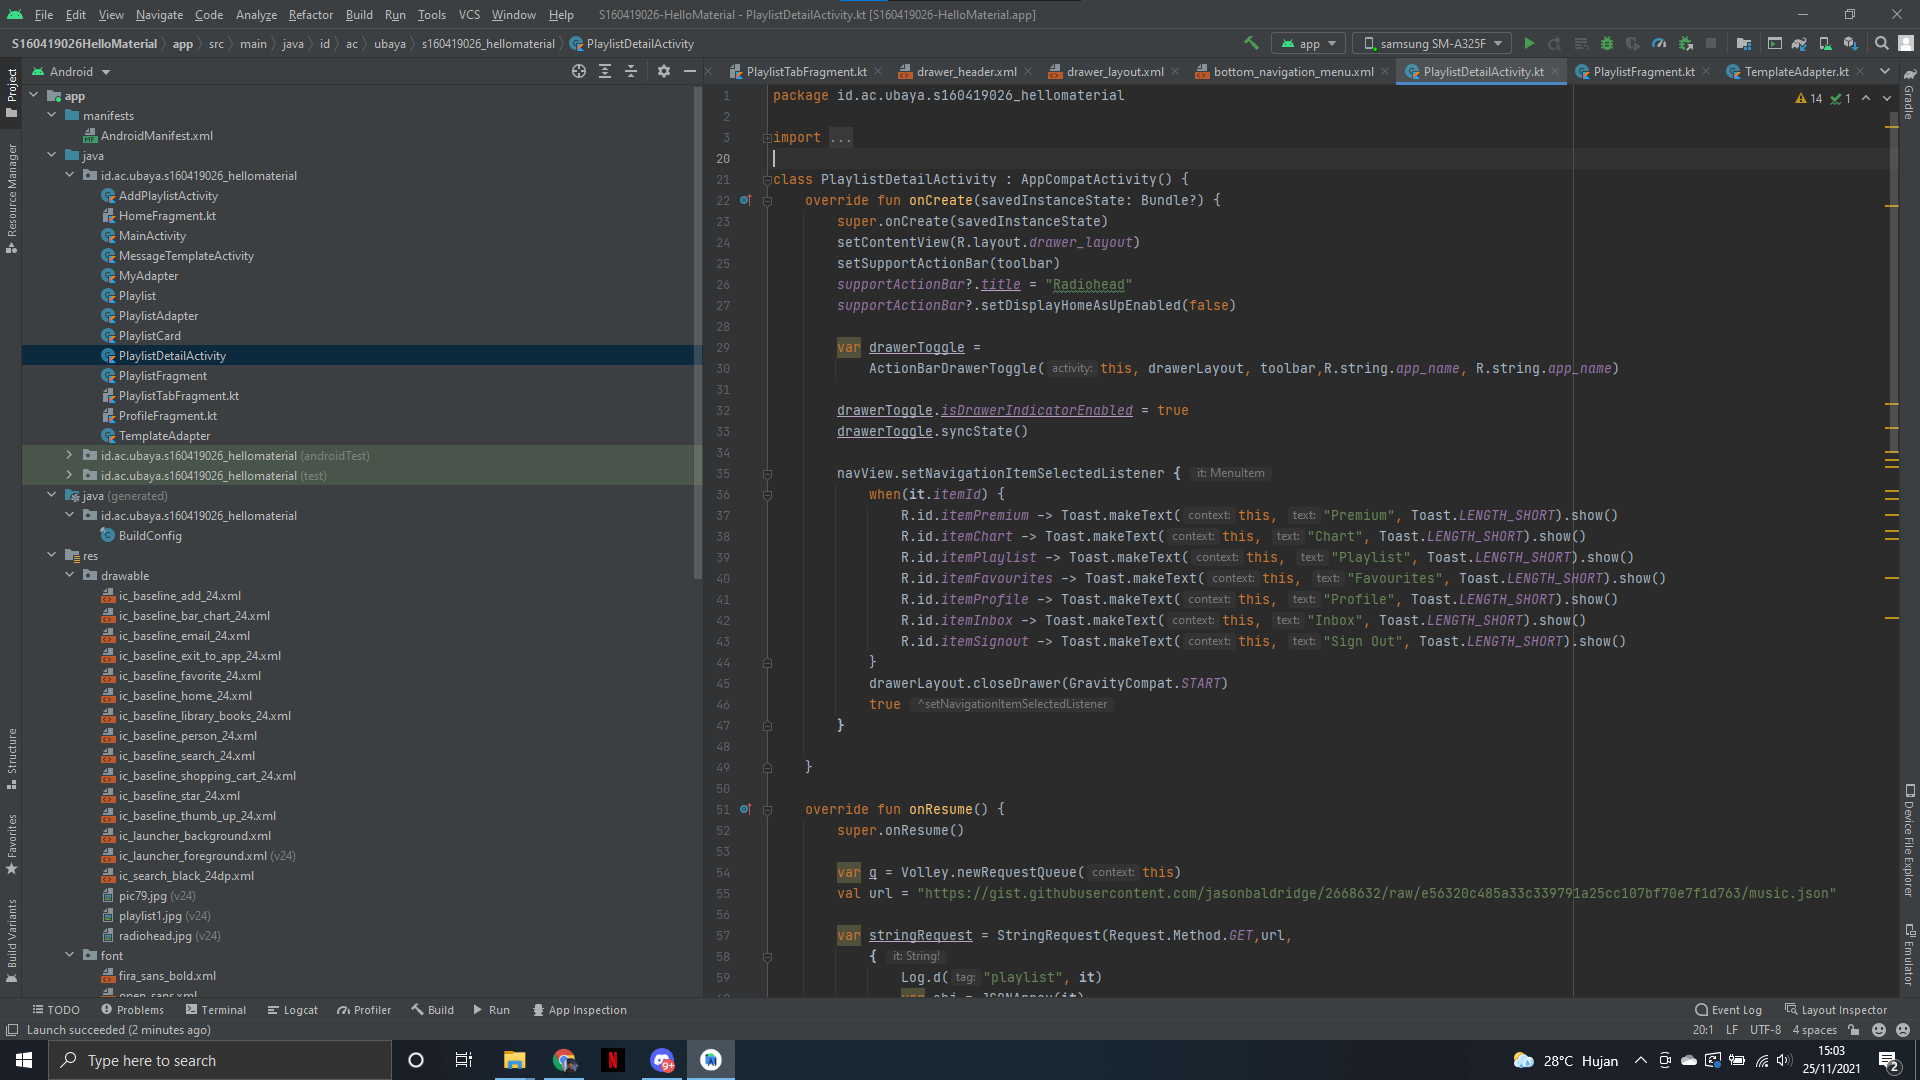 File Edit View Navigate Code Analyze Refactor Build Run Tools VCS Window Help S160419026-HelloMaterial - PlaylistDetailActivity.kt [S160419026-HelloMaterial.app]
S160419026HelloMaterial app src main java id ac ubaya s160419026_hellomaterial PlaylistDetailActivity app samsung SM-A325F
Android
PlaylistTabFragment.kt drawer_header.xml drawer_layout.xml bottom_navigation_menu.xml PlaylistDetailActivity.kt PlaylistFragment.kt TemplateAdapter.kt
Project
Resource Manager
Structure
Favorites
Build Variants
app
manifests
AndroidManifest.xml
java
id.ac.ubaya.s160419026_hellomaterial
AddPlaylistActivity
HomeFragment.kt
MainActivity
MessageTemplateActivity
MyAdapter
Playlist
PlaylistAdapter
PlaylistCard
PlaylistDetailActivity
PlaylistFragment
PlaylistTabFragment.kt
ProfileFragment.kt
TemplateAdapter
id.ac.ubaya.s160419026_hellomaterial (androidTest)
id.ac.ubaya.s160419026_hellomaterial (test)
java (generated)
id.ac.ubaya.s160419026_hellomaterial
BuildConfig
res
drawable
ic_baseline_add_24.xml
ic_baseline_bar_chart_24.xml
ic_baseline_email_24.xml
ic_baseline_exit_to_app_24.xml
ic_baseline_favorite_24.xml
ic_baseline_home_24.xml
ic_baseline_library_books_24.xml
ic_baseline_person_24.xml
ic_baseline_search_24.xml
ic_baseline_shopping_cart_24.xml
ic_baseline_star_24.xml
ic_baseline_thumb_up_24.xml
ic_launcher_background.xml
ic_launcher_foreground.xml (v24)
ic_search_black_24dp.xml
pic79.jpg (v24)
playlist1.jpg (v24)
radiohead.jpg (v24)
font
fira_sans_bold.xml
open_sans.xml
14 1
1 package id.ac.ubaya.s160419026_hellomaterial
2
3 import ...
20
21 class PlaylistDetailActivity : AppCompatActivity() {
22 override fun onCreate(savedInstanceState: Bundle?) {
23 super.onCreate(savedInstanceState)
24 setContentView(R.layout.drawer_layout)
25 setSupportActionBar(toolbar)
26 supportActionBar?.title = "Radiohead"
27 supportActionBar?.setDisplayHomeAsUpEnabled(false)
28
29 var drawerToggle =
30 ActionBarDrawerToggle( activity: this, drawerLayout, toolbar,R.string.app_name, R.string.app_name)
31
32 drawerToggle.isDrawerIndicatorEnabled = true
33 drawerToggle.syncState()
34
35 navView.setNavigationItemSelectedListener { it: MenuItem
36 when(it.itemId) {
37 R.id.itemPremium -> Toast.makeText( context: this, text: "Premium", Toast.LENGTH_SHORT).show()
38 R.id.itemChart -> Toast.makeText( context: this, text: "Chart", Toast.LENGTH_SHORT).show()
39 R.id.itemPlaylist -> Toast.makeText( context: this, text: "Playlist", Toast.LENGTH_SHORT).show()
40 R.id.itemFavourites -> Toast.makeText( context: this, text: "Favourites", Toast.LENGTH_SHORT).show()
41 R.id.itemProfile -> Toast.makeText( context: this, text: "Profile", Toast.LENGTH_SHORT).show()
42 R.id.itemInbox -> Toast.makeText( context: this, text: "Inbox", Toast.LENGTH_SHORT).show()
43 R.id.itemSignout -> Toast.makeText( context: this, text: "Sign Out", Toast.LENGTH_SHORT).show()
44 }
45 drawerLayout.closeDrawer(GravityCompat.START)
46 true ^setNavigationItemSelectedListener
47 }
48
49 }
50
51 override fun onResume() {
52 super.onResume()
53
54 var q = Volley.newRequestQueue( context: this)
55 val url = "https://gist.githubusercontent.com/jasonbaldridge/2668632/raw/e56320c485a33c339791a25cc107bf70e7f1d763/music.json"
56
57 var stringRequest = StringRequest(Request.Method.GET,url,
58 { it: String!
59 Log.d( tag: "playlist", it)
var obj = JSONArray(it)
Gradle
Device File Explorer
Emulator
TODO Problems Terminal Logcat Profiler Build Run App Inspection Event Log Layout Inspector
Launch succeeded (2 minutes ago) 20:1 LF UTF-8 4 spaces
Type here to search 9+ 28°C Hujan 15:03
25/11/2021 2